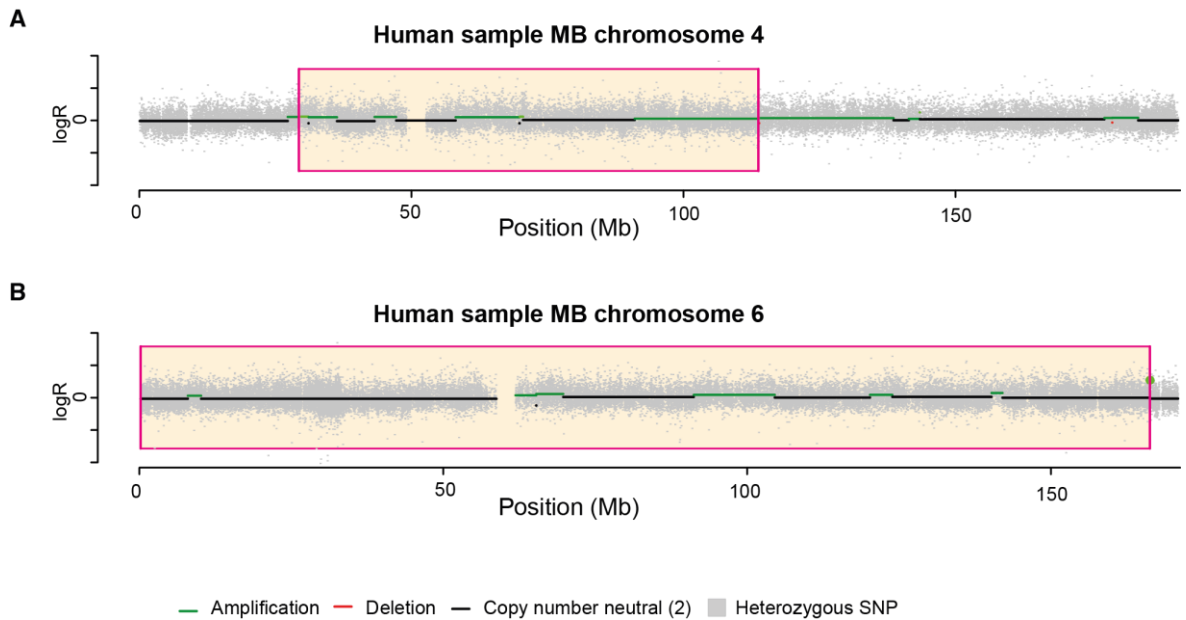 A
Human sample MB chromosome 4
logR
0
0 50 100 150
Position (Mb)
B
Human sample MB chromosome 6
logR
0
0 50 100 150
Position (Mb)
Amplification Deletion Copy number neutral (2) Heterozygous SNP